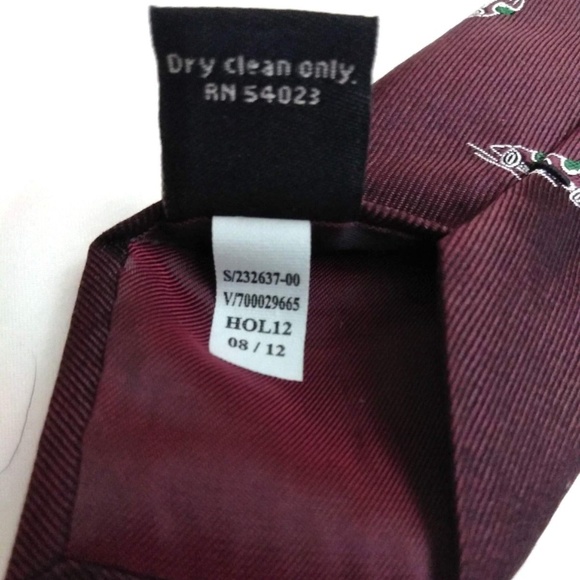 Dry clean only.
RN 54023
S/232637-00
V/700029665
HOL12
08 / 12